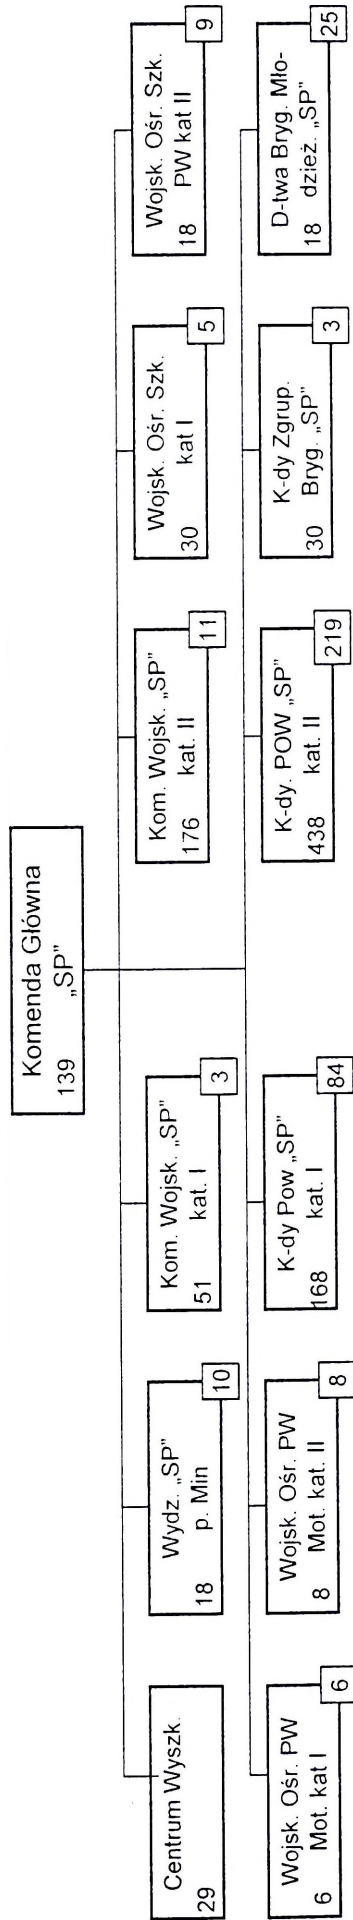 Komenda Główna
„SP”
139
Centrum Wyszk.
29
Wydz. „SP”
p. Min
18
10
Kom. Wojsk. „SP”
kat. I
51
3
Kom. Wojsk. „SP”
kat. II
176
11
Wojsk. Ośr. Szk.
kat I
30
5
Wojsk. Ośr. Szk.
PW kat II
18
9
Wojsk. Ośr. PW
Mot. kat I
6
6
Wojsk. Ośr. PW
Mot. kat. II
8
8
K-dy Pow „SP”
kat. I
168
84
K-dy. POW „SP”
kat. II
438
219
K-dy Zgrup.
Bryg. „SP”
30
3
D-twa Bryg. Mło-
dzież. „SP”
18
25